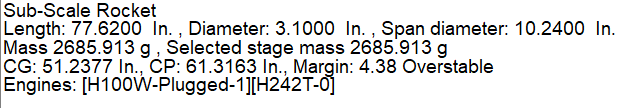 Sub-Scale Rocket
Length: 77.6200 In. , Diameter: 3.1000 In. , Span diameter: 10.2400 In.
Mass 2685.913 g , Selected stage mass 2685.913 g
CG: 51.2377 In., CP: 61.3163 In., Margin: 4.38 Overstable
Engines: [H100W-Plugged-1][H242T-0]